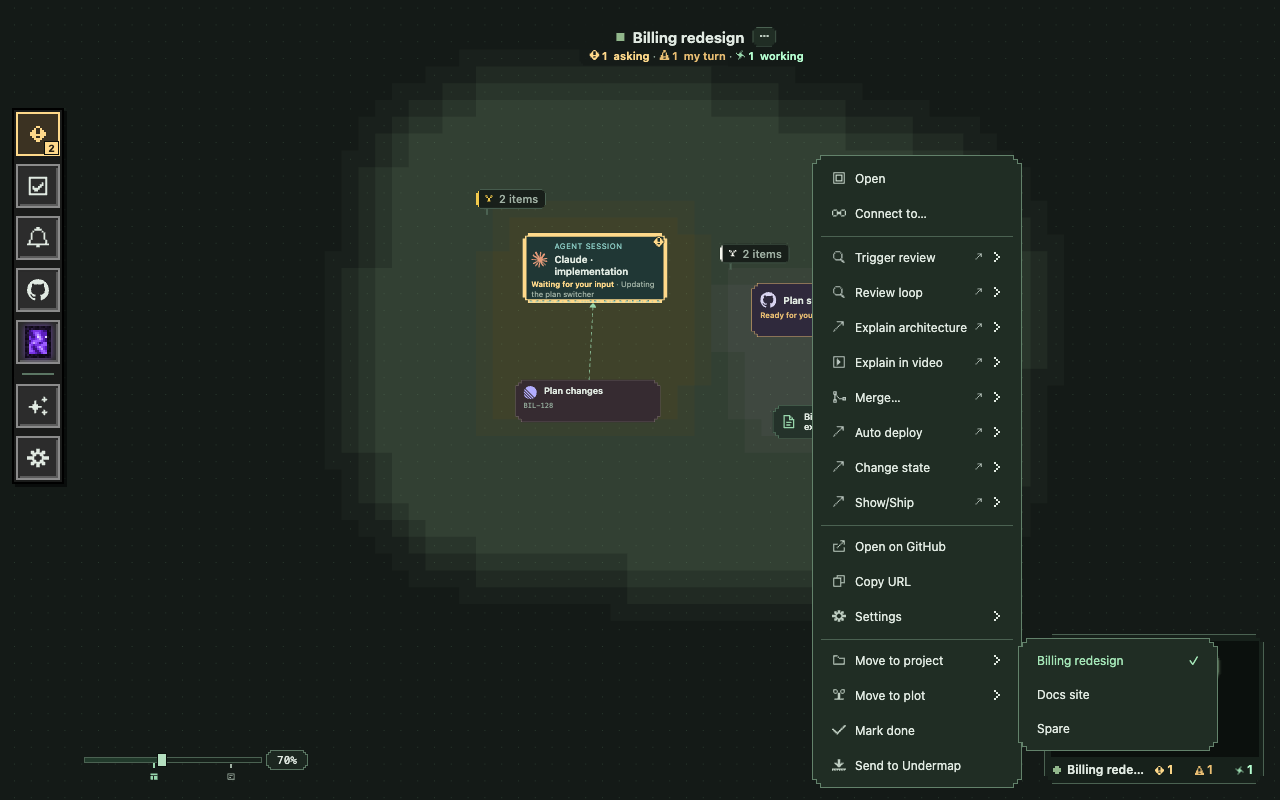 Billing redesign
1 asking · 1 my turn · 1 working
2
2 items
AGENT SESSION
Claude ·
implementation
Waiting for your input · Updating
the plan switcher
2 items
Plan s
Ready for you
Plan changes
BIL-128
Bi
ex
Open
Connect to...
Trigger review
Review loop
Explain architecture
Explain in video
Merge...
Auto deploy
Change state
Show/Ship
Open on GitHub
Copy URL
Settings
Move to project
Move to plot
Mark done
Send to Undermap
Billing redesign
Docs site
Spare
70%
Billing rede... 1 1 1